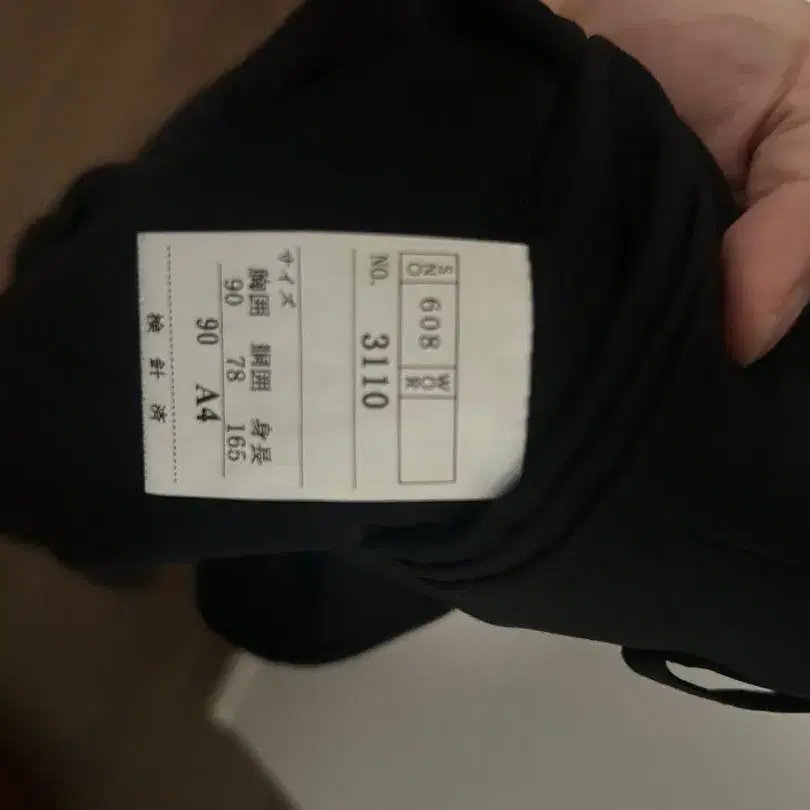 S NO 608 W OR
NO. 3110
サイズ
胸囲 胴囲 身長
90 78 165
90 A4
検 針 済